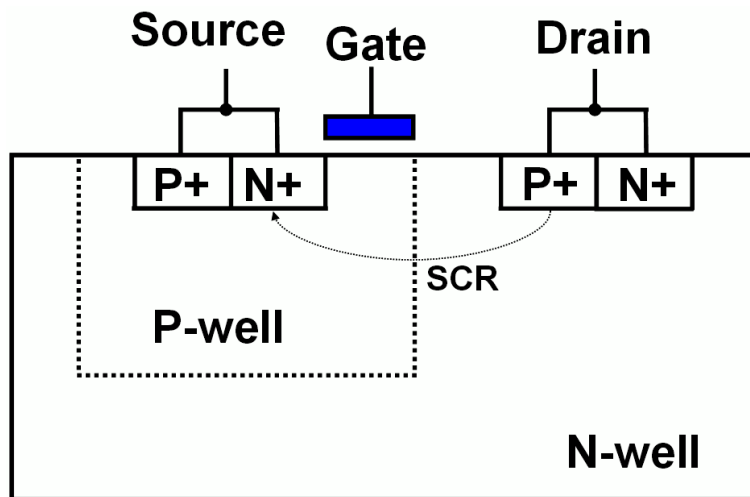 Source
Gate
Drain
P+
N+
P+
N+
SCR
P-well
N-well